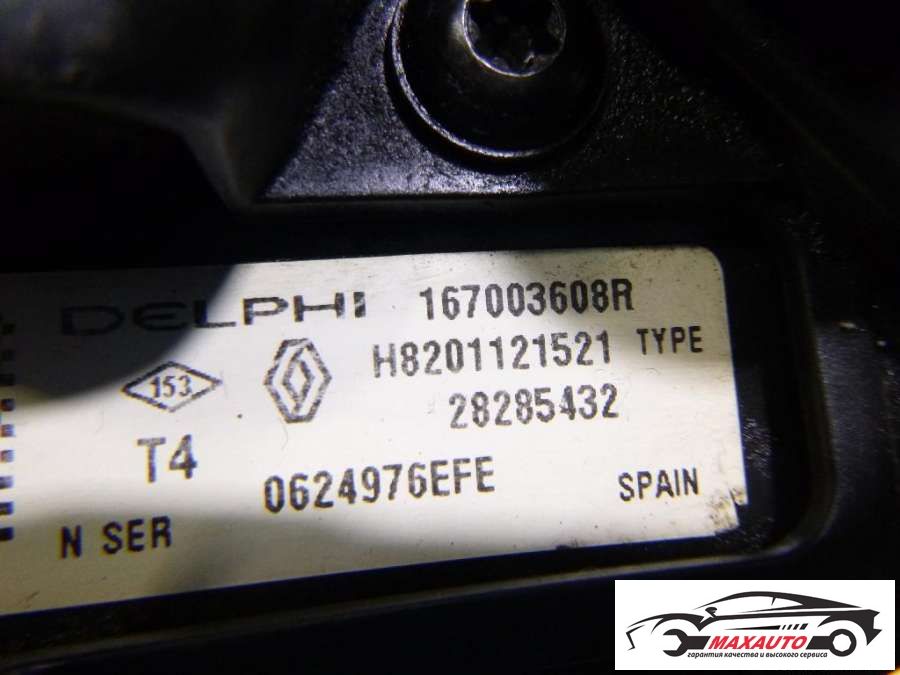 DELPHI 167003608R
H8201121521 TYPE
153
28285432
T4
0624976EFE
SPAIN
N SER
MAXAUTO
гарантия качества и высокого сервиса